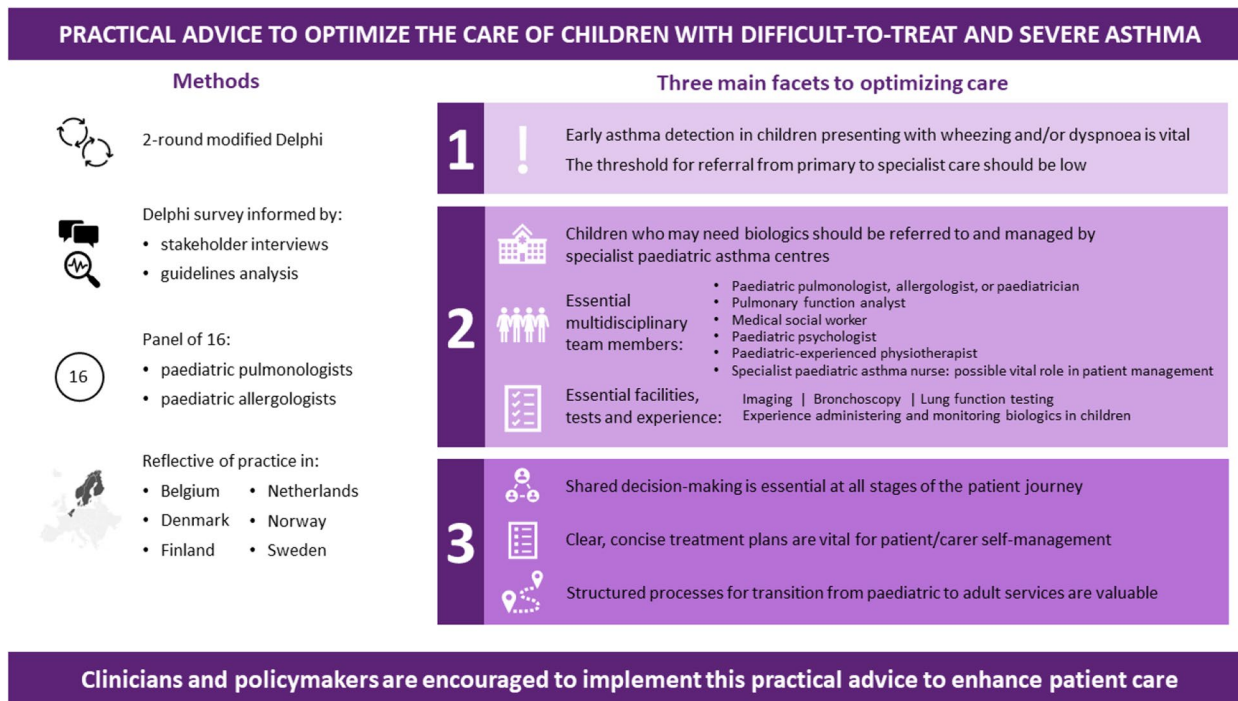 PRACTICAL ADVICE TO OPTIMIZE THE CARE OF CHILDREN WITH DIFFICULT-TO-TREAT AND SEVERE ASTHMA
Methods
2-round modified Delphi
Delphi survey informed by:
• stakeholder interviews
• guidelines analysis
16
Panel of 16:
• paediatric pulmonologists
• paediatric allergologists
Reflective of practice in:
• Belgium • Netherlands
• Denmark • Norway
• Finland • Sweden
Three main facets to optimizing care
1
Early asthma detection in children presenting with wheezing and/or dyspnoea is vital
The threshold for referral from primary to specialist care should be low
2
Children who may need biologics should be referred to and managed by
specialist paediatric asthma centres
Essential
multidisciplinary
team members:
• Paediatric pulmonologist, allergologist, or paediatrician
• Pulmonary function analyst
• Medical social worker
• Paediatric psychologist
• Paediatric-experienced physiotherapist
• Specialist paediatric asthma nurse: possible vital role in patient management
Essential facilities,
tests and experience:
Imaging | Bronchoscopy | Lung function testing
Experience administering and monitoring biologics in children
3
Shared decision-making is essential at all stages of the patient journey
Clear, concise treatment plans are vital for patient/carer self-management
Structured processes for transition from paediatric to adult services are valuable
Clinicians and policymakers are encouraged to implement this practical advice to enhance patient care